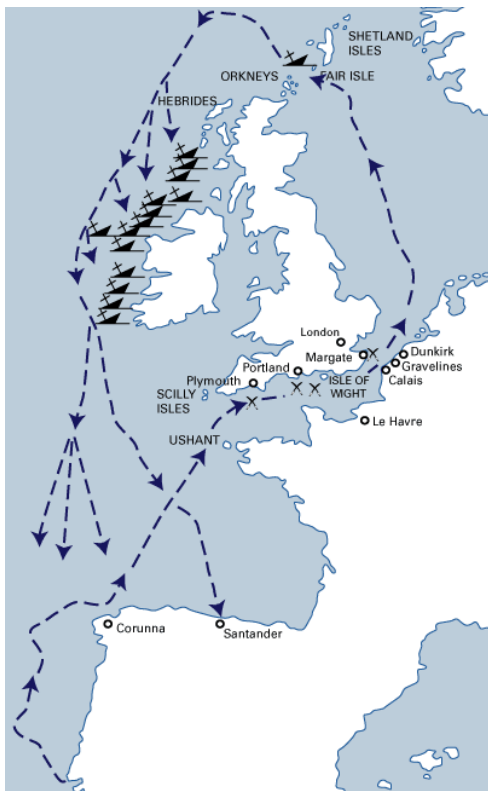 SHETLAND
ISLES
ORKNEYS
FAIR ISLE
HEBRIDES
London
Margate
Dunkirk
Gravelines
Calais
Portland
Plymouth
ISLE OF
WIGHT
SCILLY
ISLES
Le Havre
USHANT
Corunna
Santander